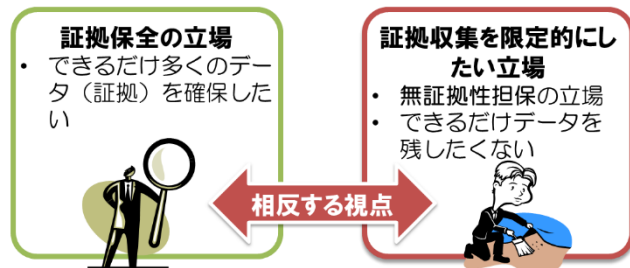 証拠保全の立場
• できるだけ多くのデー
タ（証拠）を確保した
い
証拠収集を限定的にし
たい立場
• 無証拠性担保の立場
• できるだけデータを
残したくない
相反する視点